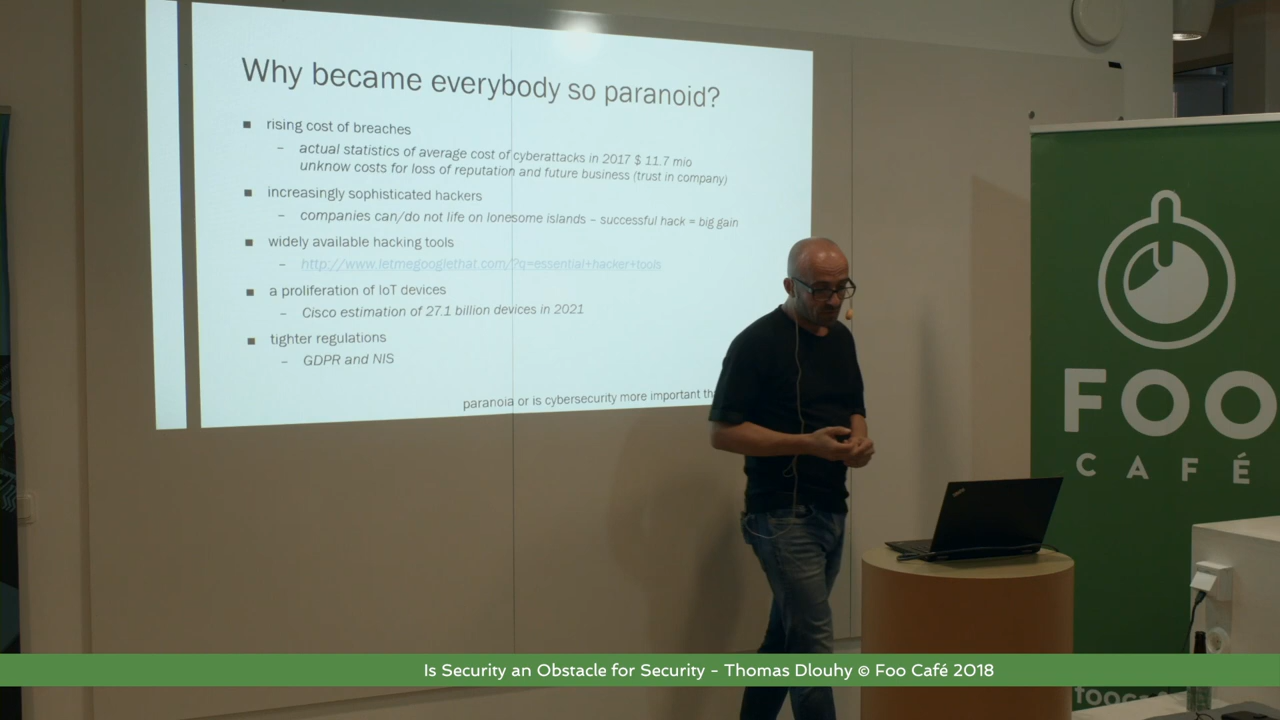 Why became everybody so paranoid?
■ rising cost of breaches
– actual statistics of average cost of cyberattacks in 2017 $ 11.7 mio
unknow costs for loss of reputation and future business (trust in company)
■ increasingly sophisticated hackers
– companies can/do not life on lonesome islands – successful hack = big gain
■ widely available hacking tools
– http://www.letmegooglethat.com/?q=essential+hacker+tools
■ a proliferation of IoT devices
– Cisco estimation of 27.1 billion devices in 2021
■ tighter regulations
– GDPR and NIS
paranoia or is cybersecurity more important
FOO
CAFÉ
Is Security an Obstacle for Security - Thomas Dlouhy © Foo Café 2018